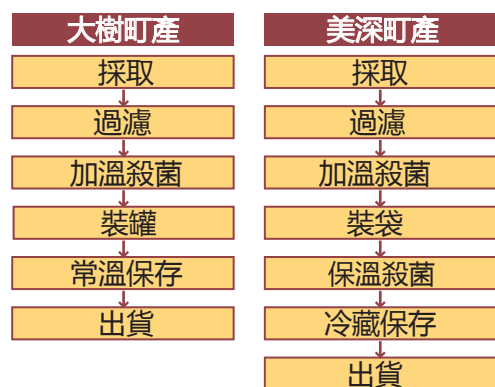 大樹町產
採取
過濾
加溫殺菌
裝罐
常溫保存
出貨
美深町產
採取
過濾
加溫殺菌
裝袋
保溫殺菌
冷藏保存
出貨